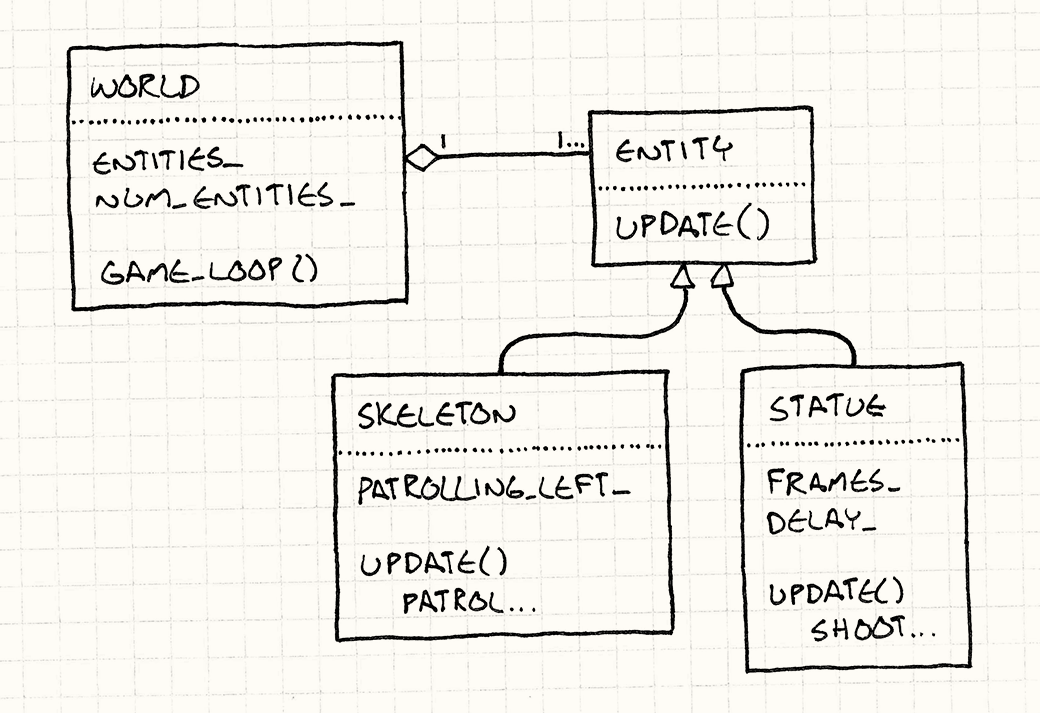 WORLD
ENTITIES_
NUM_ENTITIES_
GAME_LOOP()
1
1...
ENTITY
UPDATE()
SKELETON
PATROLLING_LEFT_
UPDATE()
PATROL...
STATUE
FRAMES_
DELAY_
UPDATE()
SHOOT...